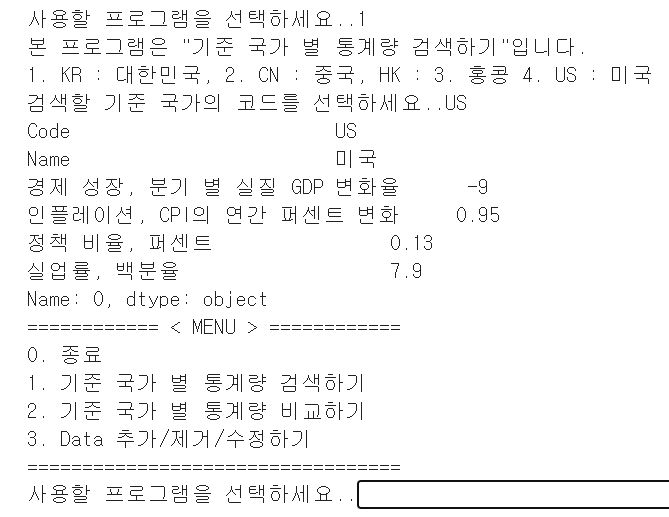 사용할 프로그램을 선택하세요..1
본 프로그램은 "기준 국가 별 통계량 검색하기"입니다.
1. KR : 대한민국, 2. CN : 중국, HK : 3. 홍콩 4. US : 미국
검색할 기준 국가의 코드를 선택하세요..US
Code US
Name 미국
경제 성장, 분기 별 실질 GDP 변화율 -9
인플레이션, CPI의 연간 퍼센트 변화 0.95
정책 비율, 퍼센트 0.13
실업률, 백분율 7.9
Name: 0, dtype: object
============ < MENU > ============
0. 종료
1. 기준 국가 별 통계량 검색하기
2. 기준 국가 별 통계량 비교하기
3. Data 추가/제거/수정하기
==================================
사용할 프로그램을 선택하세요..